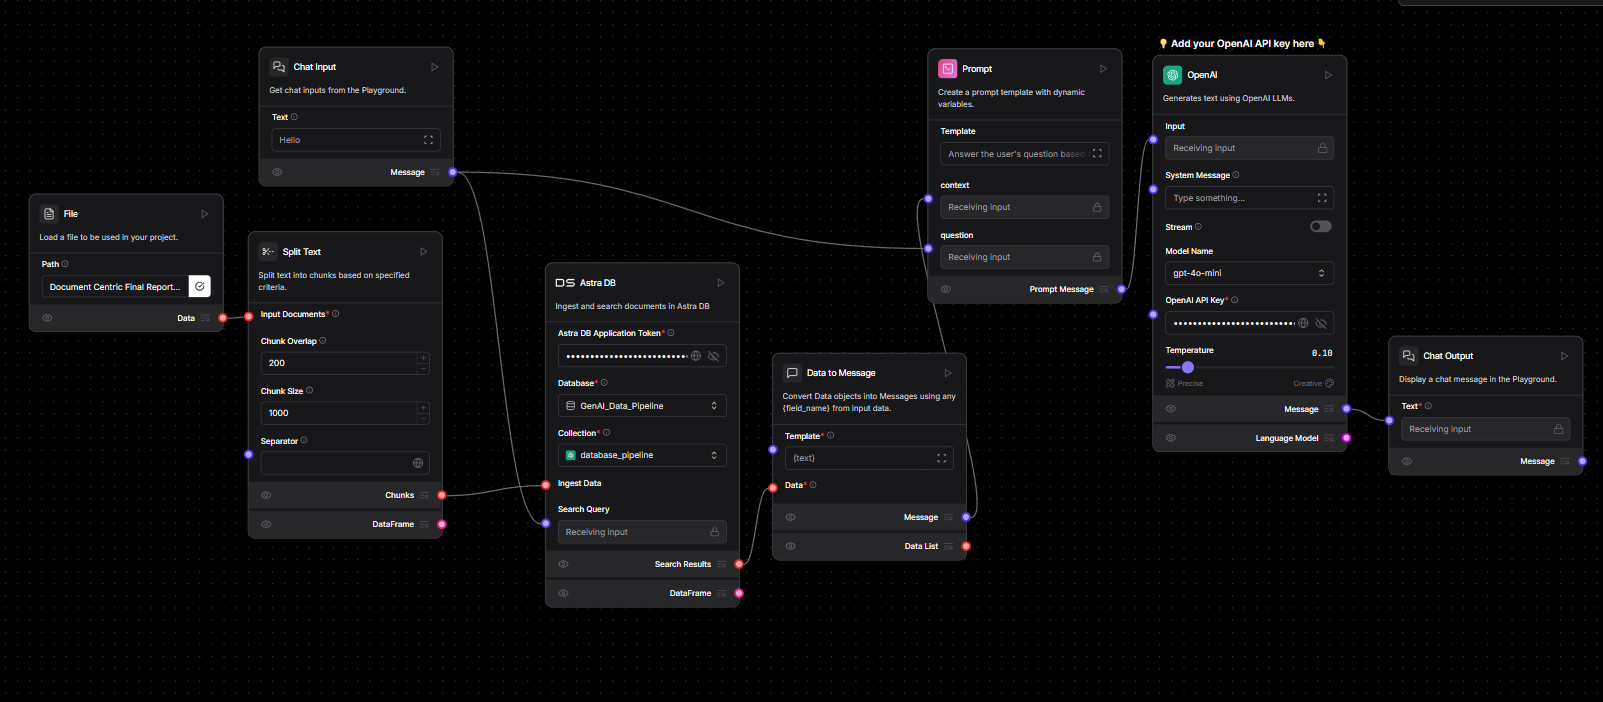 Chat Input
Get chat inputs from the Playground.
Text
Hello
Message
File
Load a file to be used in your project.
Path
Document Centric Final Report...
Data
Split Text
Split text into chunks based on specified
criteria.
Input Documents*
Chunk Overlap
200
Chunk Size
1000
Separator
Chunks
DataFrame
DS Astra DB
Ingest and search documents in Astra DB
Astra DB Application Token*
Database*
GenAI_Data_Pipeline
Collection*
database_pipeline
Ingest Data
Search Query
Receiving input
Search Results
DataFrame
Data to Message
Convert Data objects into Messages using any
{field_name} from input data.
Template*
{text}
Data*
Message
Data List
Prompt
Create a prompt template with dynamic
variables.
Template
Answer the user's question based
context
Receiving input
question
Receiving input
Prompt Message
Add your OpenAI API key here
OpenAI
Generates text using OpenAI LLMs.
Input
Receiving input
System Message
Type something...
Stream
Model Name
gpt-4o-mini
OpenAI API Key*
Temperature 0.10
Precise Creative
Message
Language Model
Chat Output
Display a chat message in the Playground.
Text*
Receiving input
Message